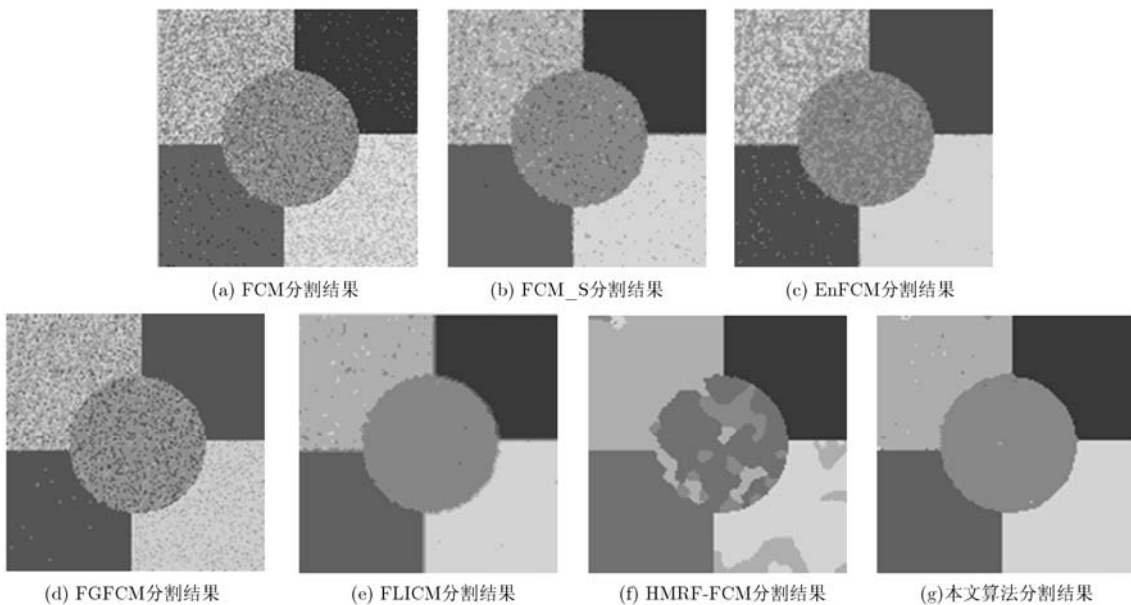 (a) FCM分割结果
(b) FCM_S分割结果
(c) EnFCM分割结果
(d) FGFCM分割结果
(e) FLICM分割结果
(f) HMRF-FCM分割结果
(g)本文算法分割结果